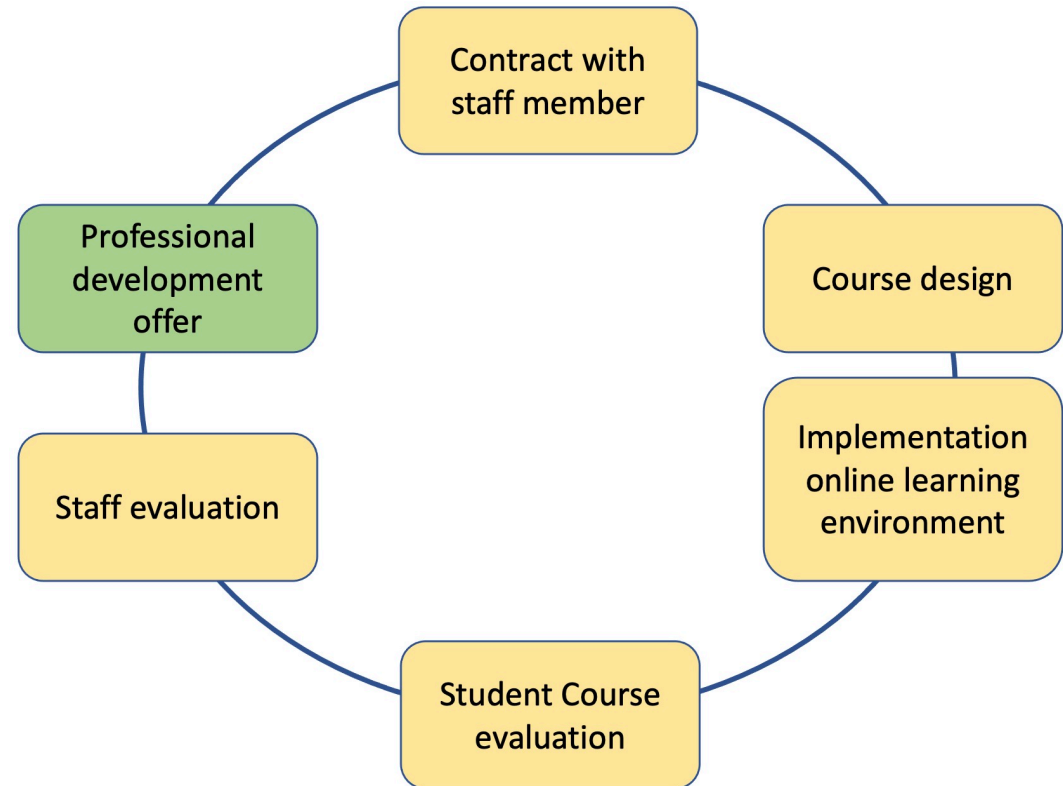 Contract with
staff member
Course design
Implementation
online learning
environment
Student Course
evaluation
Staff evaluation
Professional
development
offer